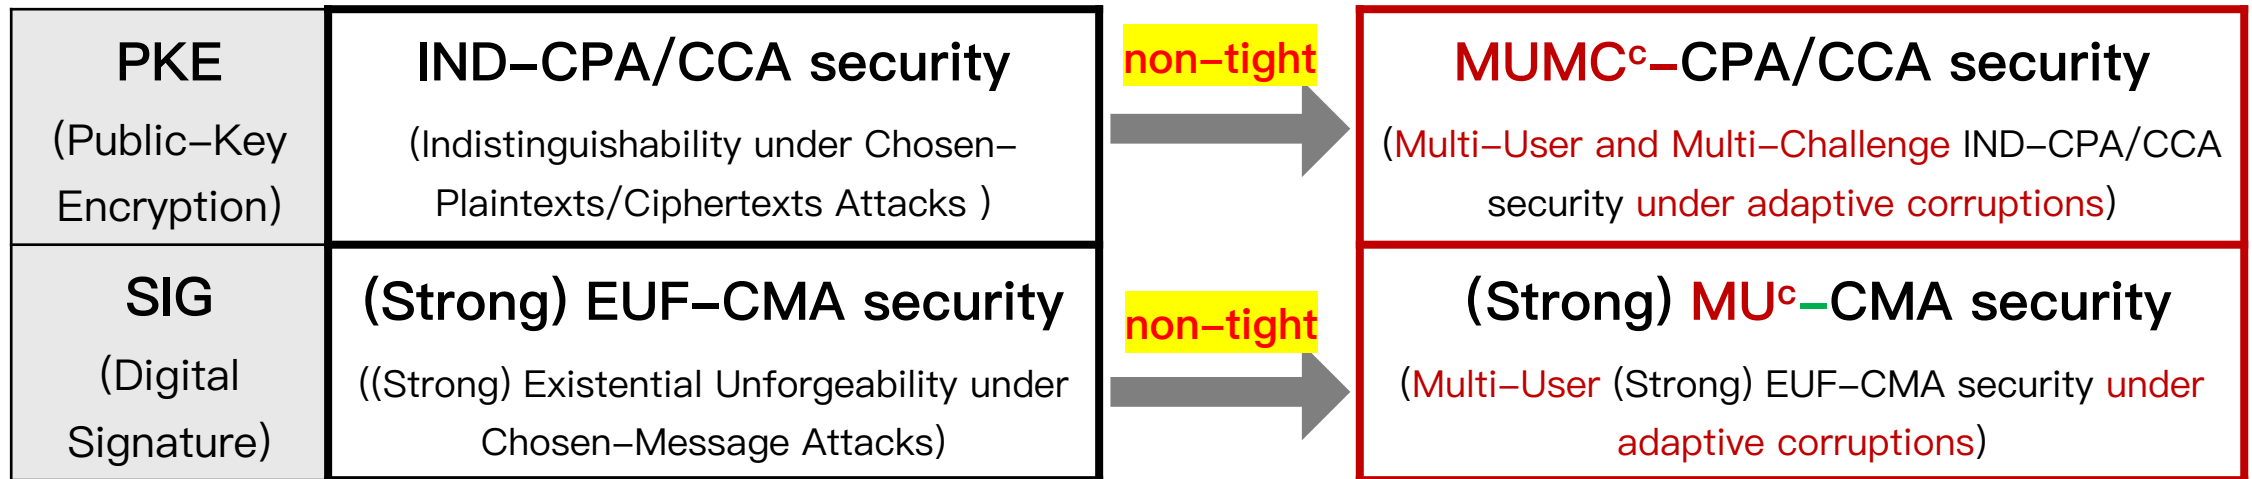 PKE
(Public–Key
Encryption)
IND–CPA/CCA security
(Indistinguishability under Chosen–
Plaintexts/Ciphertexts Attacks )
non–tight
MUMCᶜ–CPA/CCA security
(Multi–User and Multi–Challenge IND–CPA/CCA
security under adaptive corruptions)
SIG
(Digital
Signature)
(Strong) EUF–CMA security
((Strong) Existential Unforgeability under
Chosen–Message Attacks)
non–tight
(Strong) MUᶜ–CMA security
(Multi–User (Strong) EUF–CMA security under
adaptive corruptions)